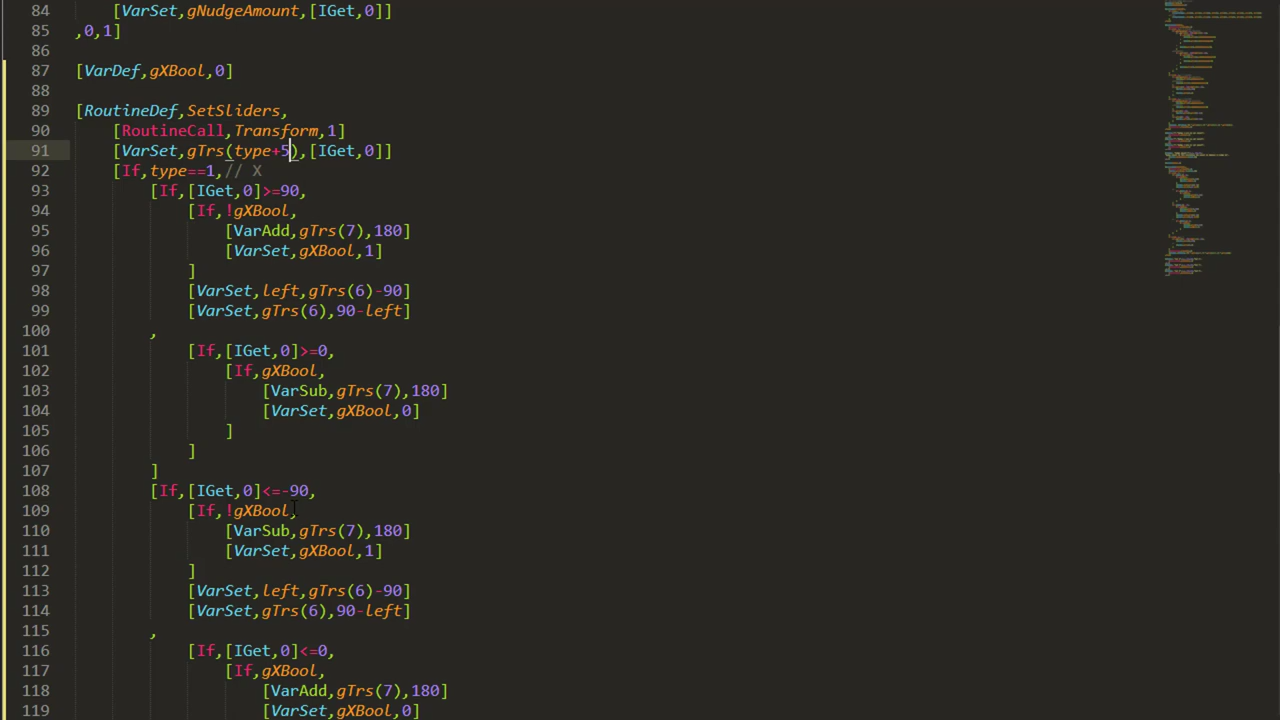 84 [VarSet,gNudgeAmount,[IGet,0]]
85 ,0,1]
86
87 [VarDef,gXBool,0]
88
89 [RoutineDef,SetSliders,
90 [RoutineCall,Transform,1]
91 [VarSet,gTrs(type+5),[IGet,0]]
92 [If,type==1,// X
93 [If,[IGet,0]>=90,
94 [If,!gXBool,
95 [VarAdd,gTrs(7),180]
96 [VarSet,gXBool,1]
97 ]
98 [VarSet,left,gTrs(6)-90]
99 [VarSet,gTrs(6),90-left]
100 ,
101 [If,[IGet,0]>=0,
102 [If,gXBool,
103 [VarSub,gTrs(7),180]
104 [VarSet,gXBool,0]
105 ]
106 ]
107 ]
108 [If,[IGet,0]<=-90,
109 [If,!gXBool,
110 [VarSub,gTrs(7),180]
111 [VarSet,gXBool,1]
112 ]
113 [VarSet,left,gTrs(6)-90]
114 [VarSet,gTrs(6),90-left]
115 ,
116 [If,[IGet,0]<=0,
117 [If,gXBool,
118 [VarAdd,gTrs(7),180]
119 [VarSet,gXBool,0]